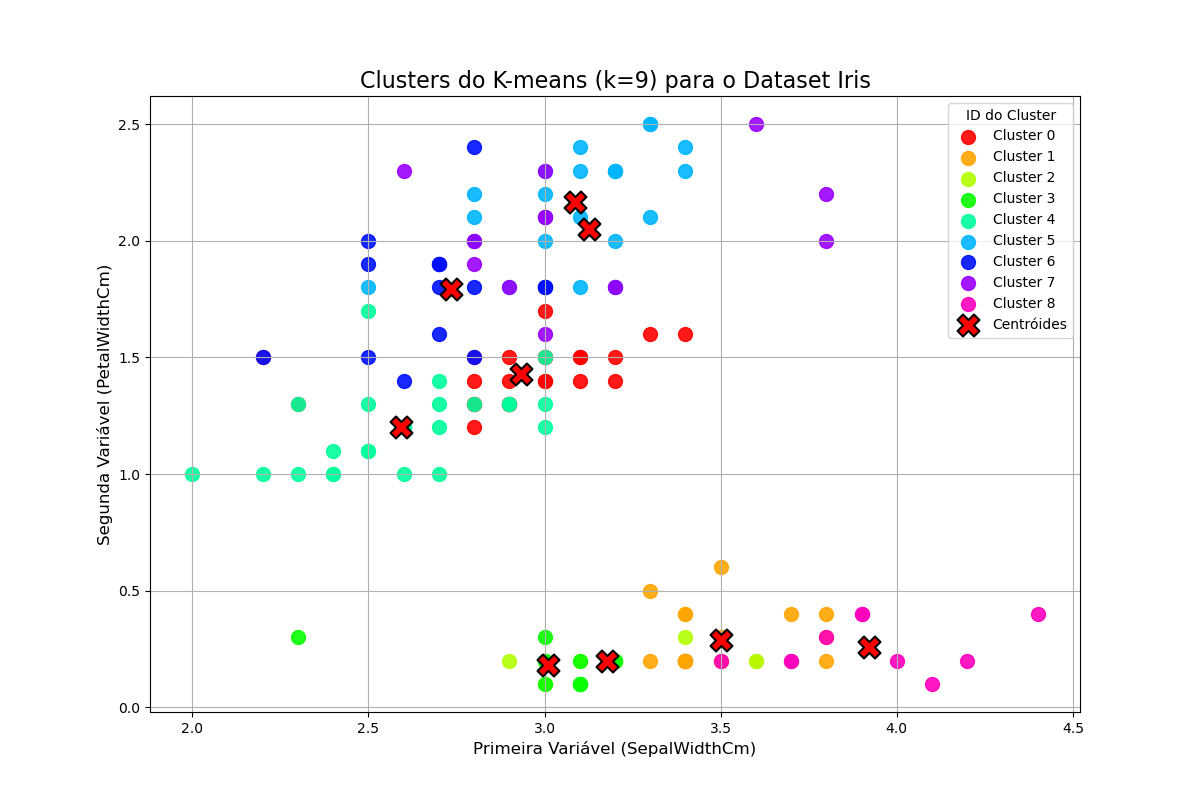 Clusters do K-means (k=9) para o Dataset Iris
ID do Cluster
Cluster 0
Cluster 1
Cluster 2
Cluster 3
Cluster 4
Cluster 5
Cluster 6
Cluster 7
Cluster 8
Centróides
Segunda Variável (PetalWidthCm)
2.5
2.0
1.5
1.0
0.5
0.0
2.0
2.5
3.0
3.5
4.0
4.5
Primeira Variável (SepalWidthCm)